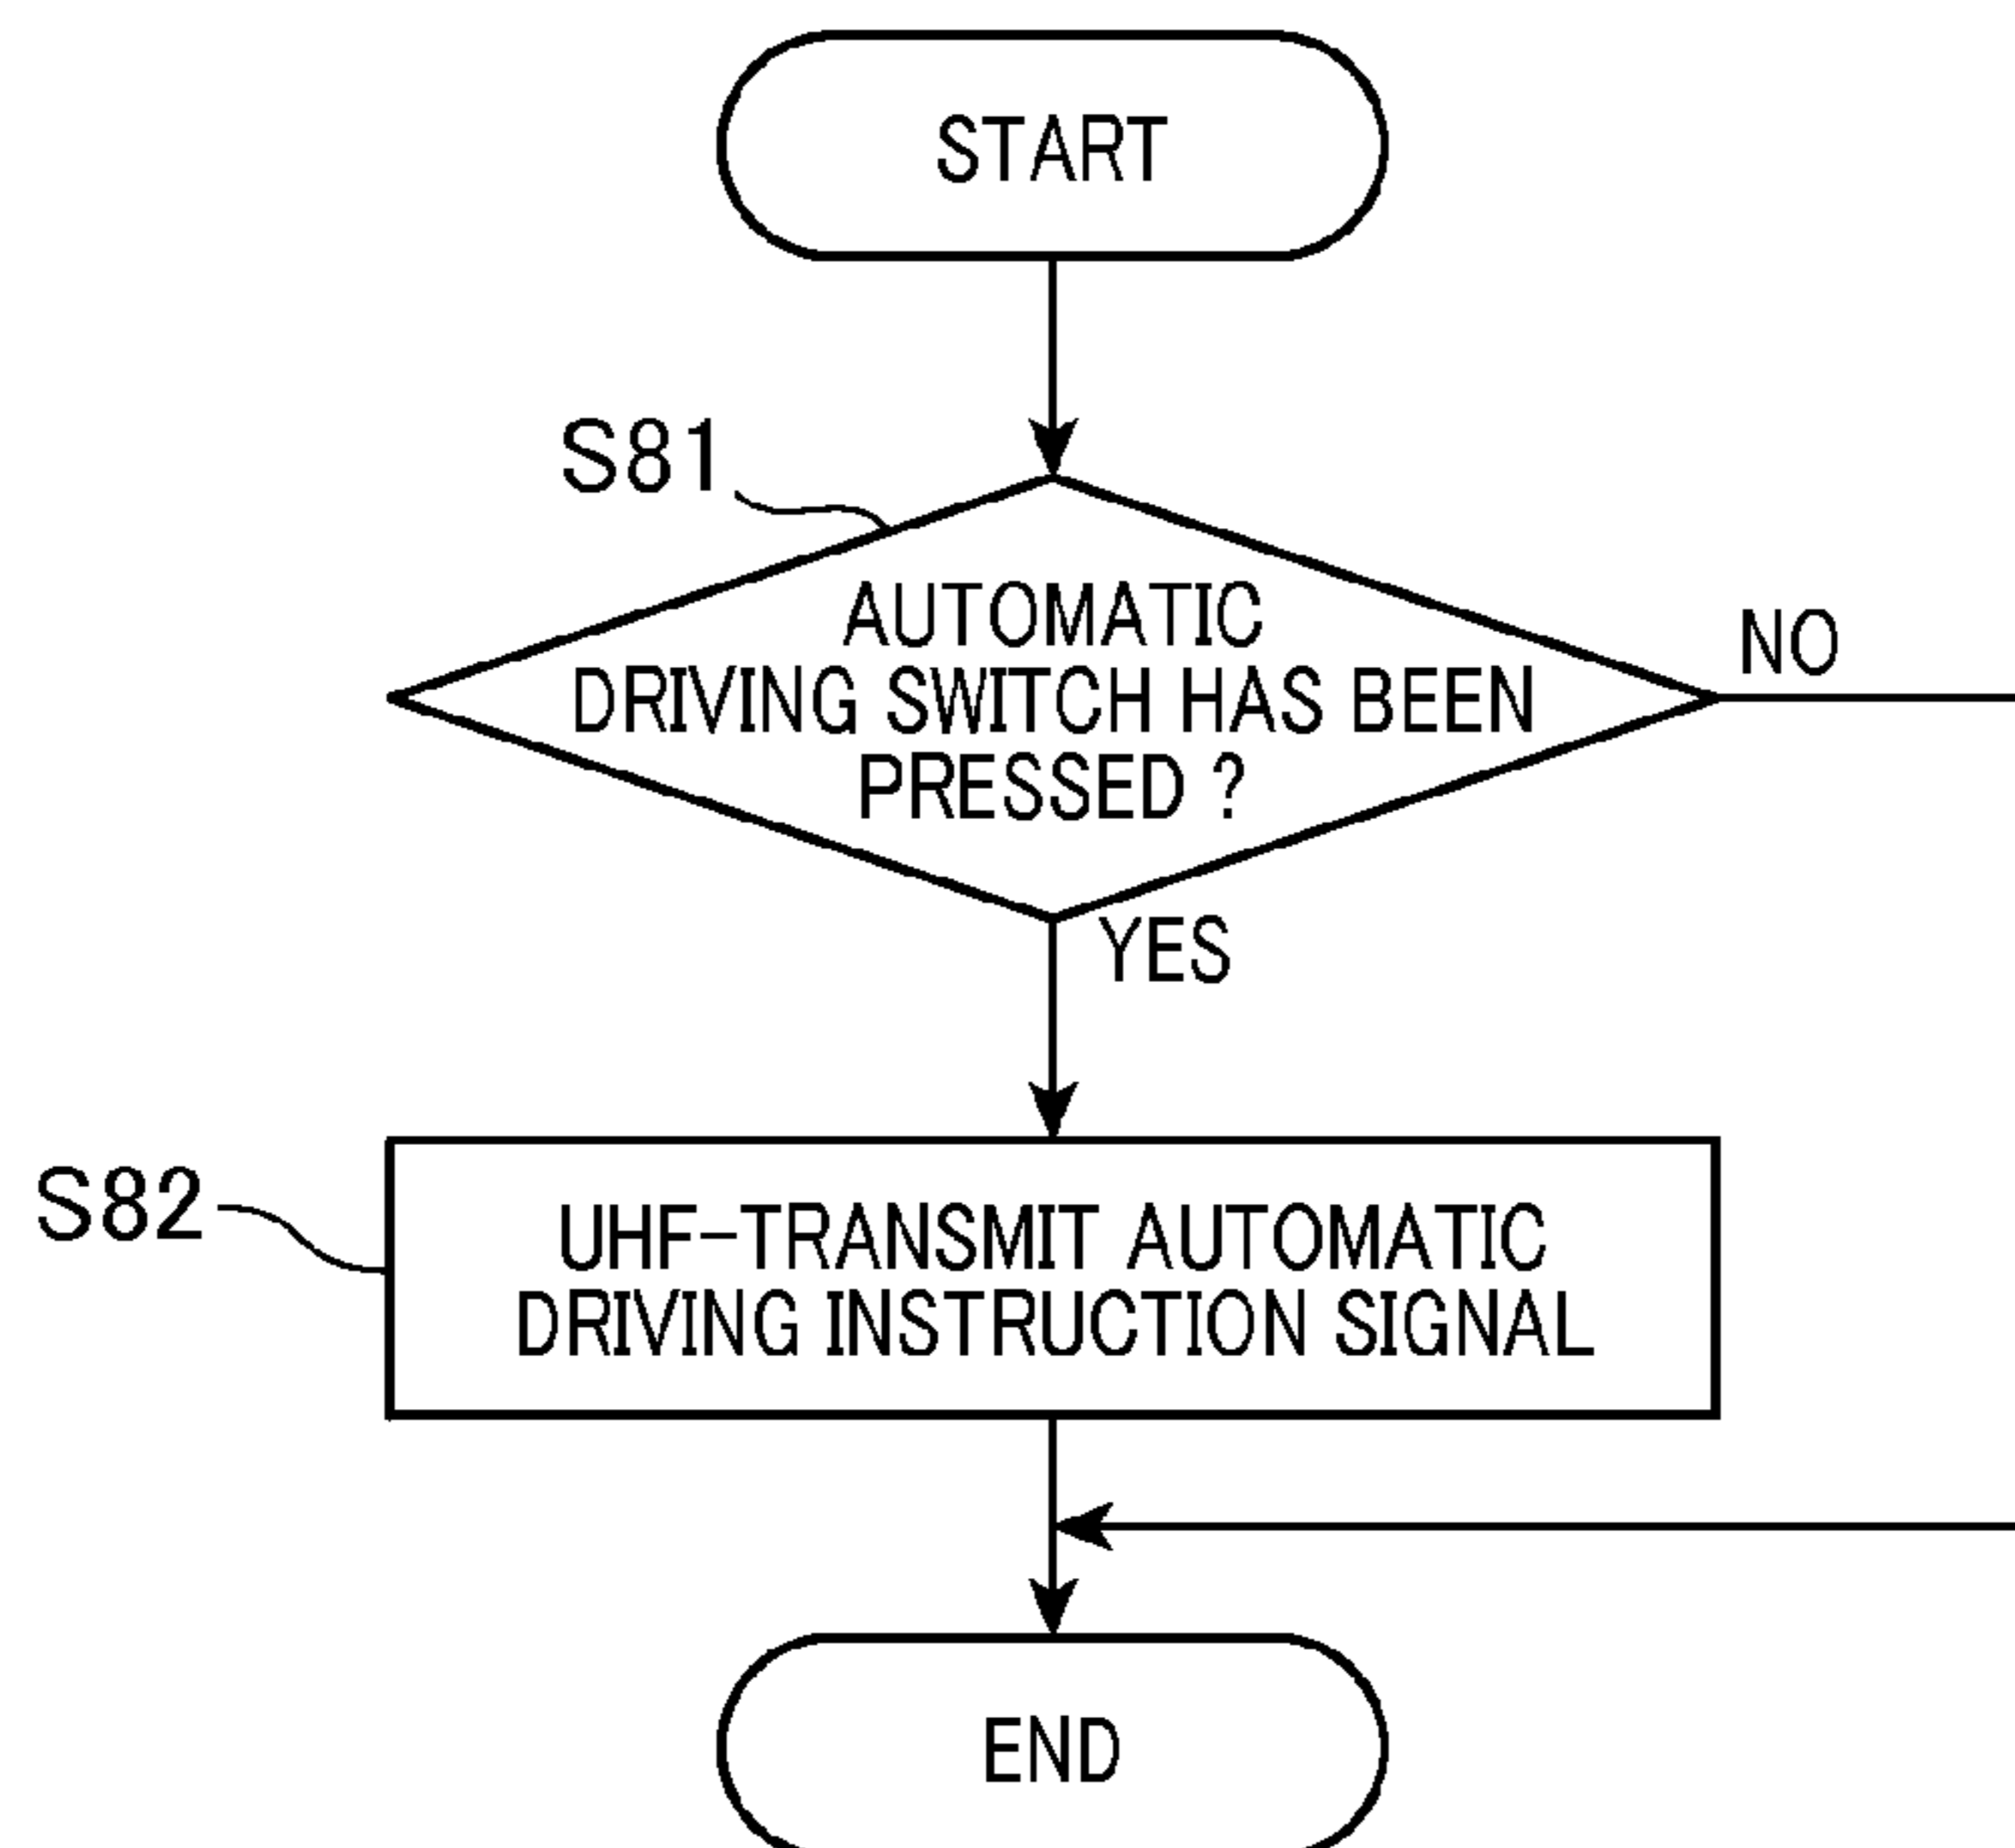 START
S81
AUTOMATIC
DRIVING SWITCH HAS BEEN
PRESSED ?
NO
YES
S82
UHF-TRANSMIT AUTOMATIC
DRIVING INSTRUCTION SIGNAL
END